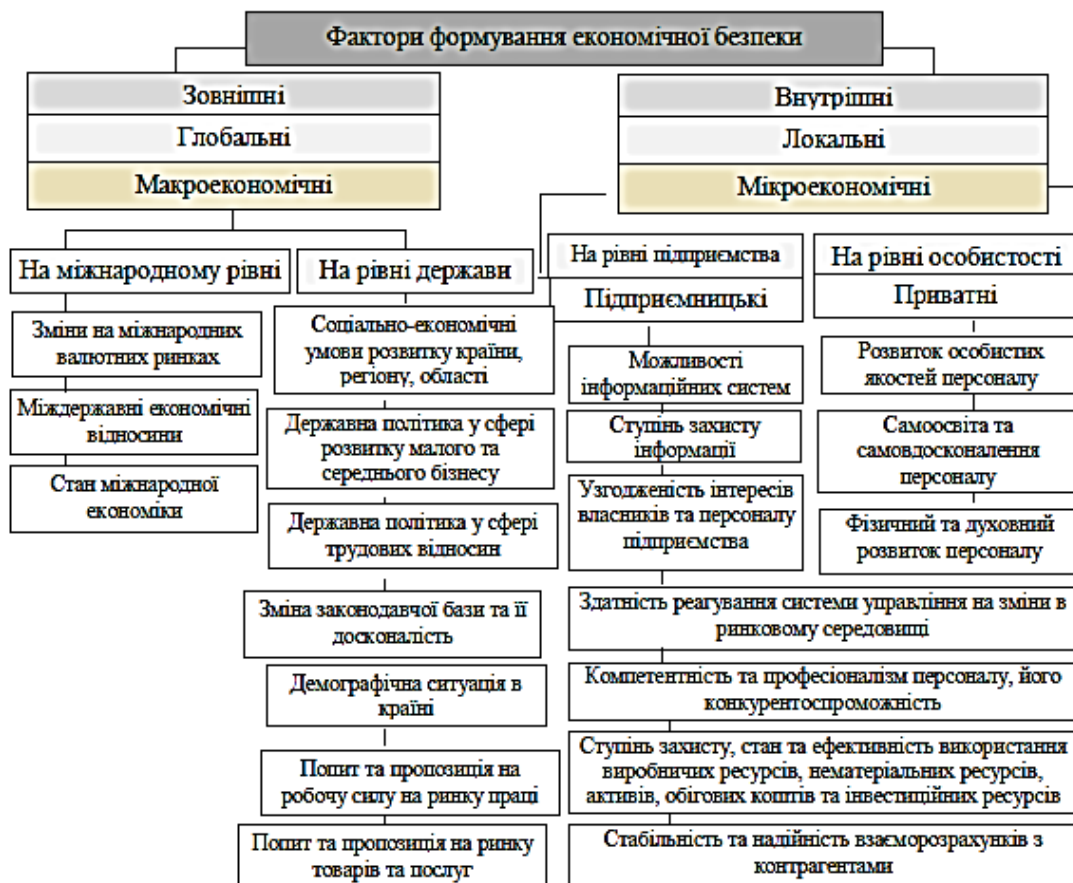 Фактори формування економічної безпеки
Зовнішні
Глобальні
Макроекономічні
Внутрішні
Локальні
Мікроекономічні
На міжнародному рівні
Зміни на міжнародних
валютних ринках
Міждержавні економічні
відносини
Стан міжнародної
економіки
На рівні держави
Соціально-економічні
умови розвитку країни,
регіону, області
Державна політика у сфері
розвитку малого та
середнього бізнесу
Державна політика у сфері
трудових відносин
Зміна законодавчої бази та її
досконалість
Демографічна ситуація в
країні
Попит та пропозиція на
робочу силу на ринку праці
Попит та пропозиція на ринку
товарів та послуг
На рівні підприємства
Підприємницькі
Можливості
інформаційних систем
Ступінь захисту
інформації
Узгодженість інтересів
власників та персоналу
підприємства
Здатність реагування системи управління на зміни в
ринковому середовищі
Компетентність та професіоналізм персоналу, його
конкурентоспроможність
Ступінь захисту, стан та ефективність використання
виробничих ресурсів, нематеріальних ресурсів,
активів, обігових коштів та інвестиційних ресурсів
Стабільність та надійність взаєморозрахунків з
контрагентами
На рівні особистості
Приватні
Розвиток особистих
якостей персоналу
Самоосвіта та
самовдосконалення
персоналу
Фізичний та духовний
розвиток персоналу